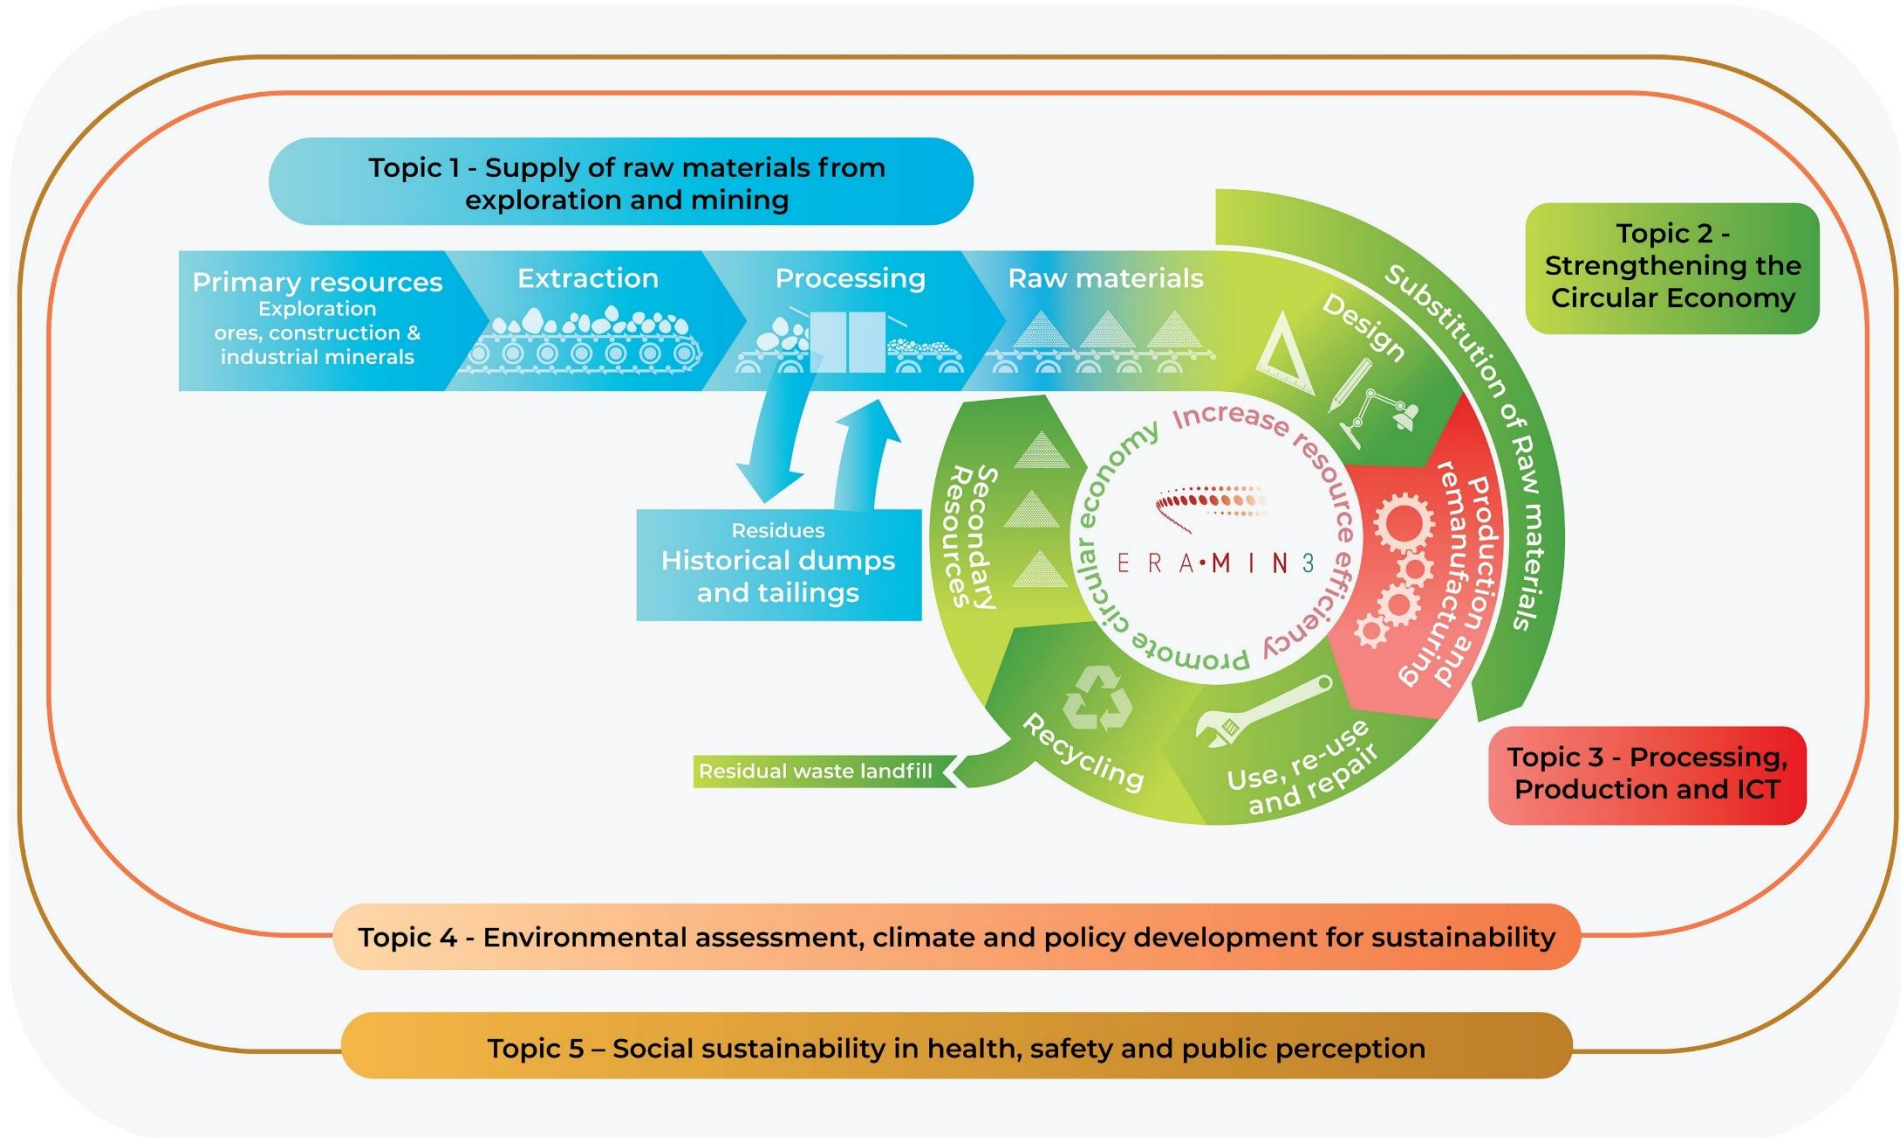 Topic 1 - Supply of raw materials from
exploration and mining
Primary resources
Exploration
ores, construction &
industrial minerals
Extraction
Processing
Raw materials
Design
Substitution of Raw materials
Topic 2 -
Strengthening the
Circular Economy
Production and
remanufacturing
Increase resource efficiency
Promote circular economy
ERA•MIN3
Secondary
Resources
Residues
Historical dumps
and tailings
Recycling
Use, re-use
and repair
Residual waste landfill
Topic 3 - Processing,
Production and ICT
Topic 4 - Environmental assessment, climate and policy development for sustainability
Topic 5 – Social sustainability in health, safety and public perception